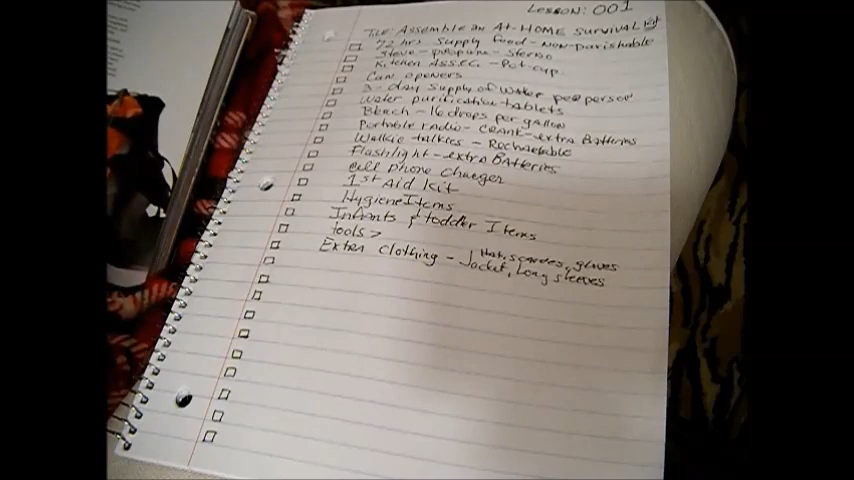 LESSON: 001
Assemble an At-Home Survival Kit
72 hrs supply food - non-parishable
Stove - propane - sterno
Kitchen Assec. - Pot-cup
Can openers
3-day supply of water per person
Water purification tablets
Bleach - 16 drops per gallon
Portable radio - crank - extra Batteries
Walkie talkies - Rechaeable
Flashlight - extra BAtteries
Cell phone charger
1st Aid kit
Hygiene Items
Infants & toddler Items
tools >
Extra clothing - Hats, scarves, gloves
Jacket, Long sleeves